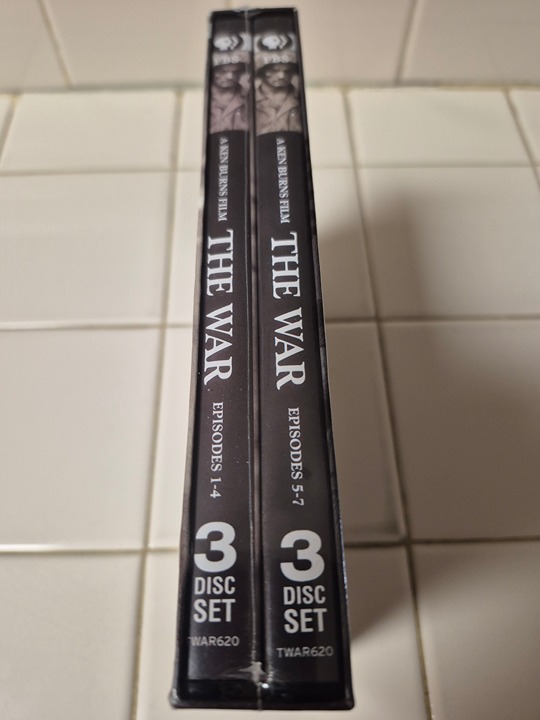 PBS
A KEN BURNS FILM
THE WAR
EPISODES 1-4
3
DISC
SET
TWAR620
PBS
A KEN BURNS FILM
THE WAR
EPISODES 5-7
3
DISC
SET
TWAR620